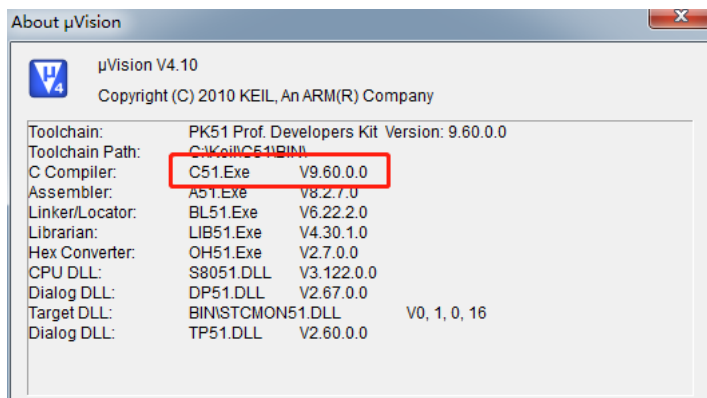 About µVision
µVision V4.10
Copyright (C) 2010 KEIL, An ARM(R) Company
Toolchain: PK51 Prof. Developers Kit Version: 9.60.0.0
Toolchain Path: C:\Keil\C51\BIN\
C Compiler: C51.Exe V9.60.0.0
Assembler: A51.Exe V8.2.7.0
Linker/Locator: BL51.Exe V6.22.2.0
Librarian: LIB51.Exe V4.30.1.0
Hex Converter: OH51.Exe V2.7.0.0
CPU DLL: S8051.DLL V3.122.0.0
Dialog DLL: DP51.DLL V2.67.0.0
Target DLL: BIN\STCMON51.DLL V0, 1, 0, 16
Dialog DLL: TP51.DLL V2.60.0.0